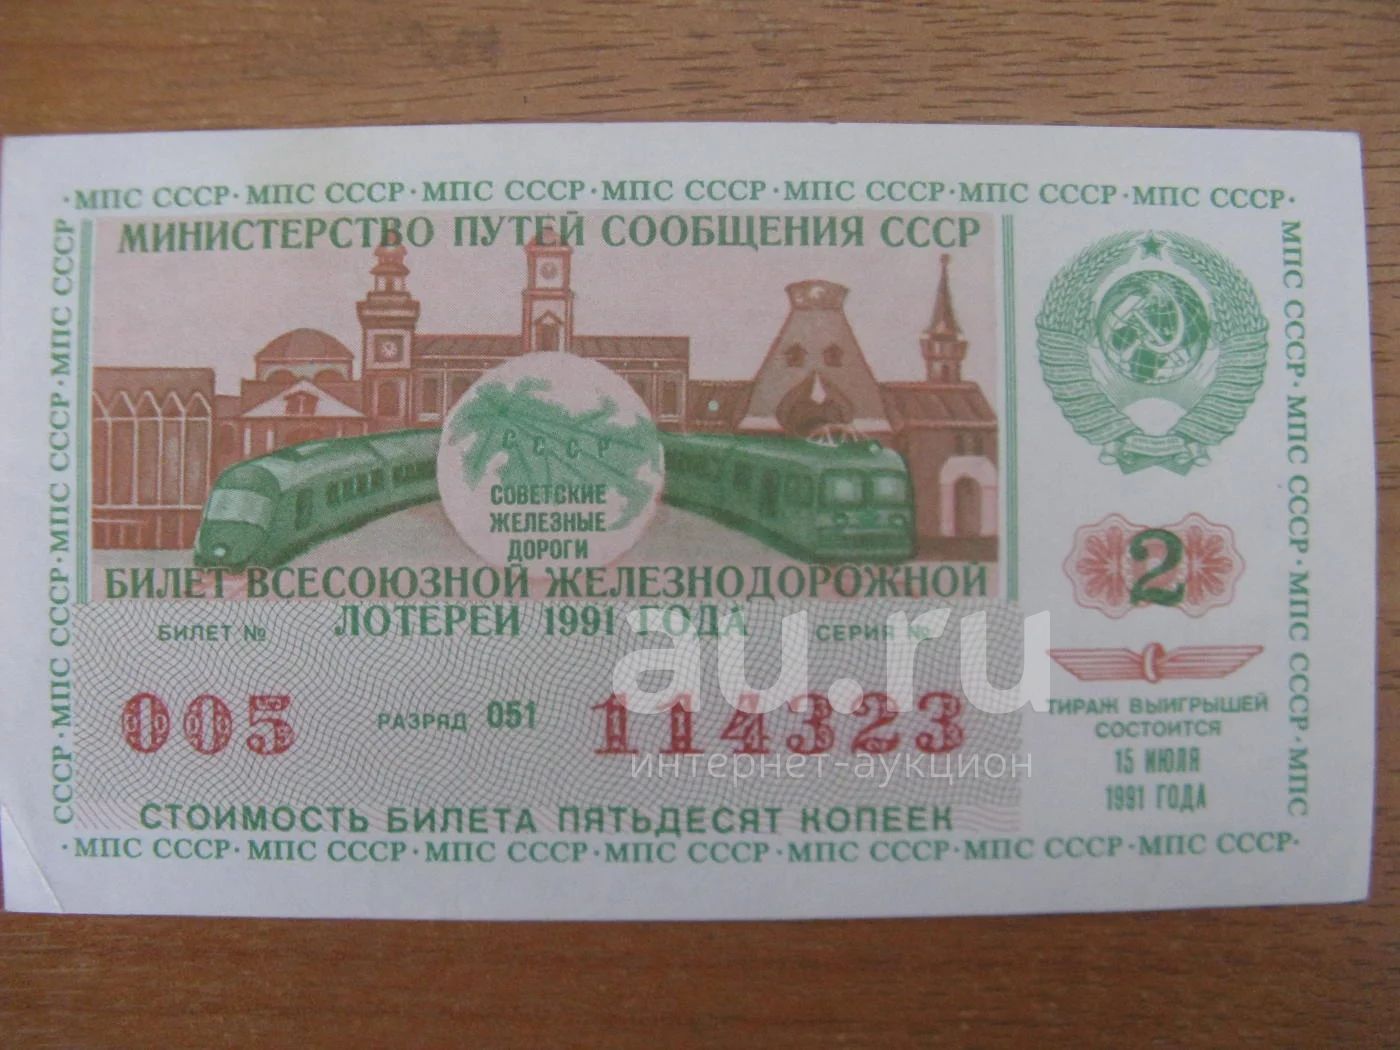 ·МПС СССР·МПС СССР·МПС СССР·МПС СССР·МПС СССР·МПС СССР·МПС СССР·
МИНИСТЕРСТВО ПУТЕЙ СООБЩЕНИЯ СССР
СССР
СОВЕТСКИЕ
ЖЕЛЕЗНЫЕ
ДОРОГИ
БИЛЕТ ВСЕСОЮЗНОЙ ЖЕЛЕЗНОДОРОЖНОЙ
ЛОТЕРЕИ 1991 ГОДА
БИЛЕТ №
СЕРИЯ №
005
РАЗРЯД 051
114323
СТОИМОСТЬ БИЛЕТА ПЯТЬДЕСЯТ КОПЕЕК
2
ТИРАЖ ВЫИГРЫШЕЙ
СОСТОИТСЯ
15 ИЮЛЯ
1991 ГОДА
СССР·МПС СССР·МПС СССР·МПС СССР
МПС СССР·МПС СССР·МПС СССР·МПС
·МПС СССР·МПС СССР·МПС СССР·МПС СССР·МПС СССР·МПС СССР·МПС СССР·
au.ru
интернет-аукцион